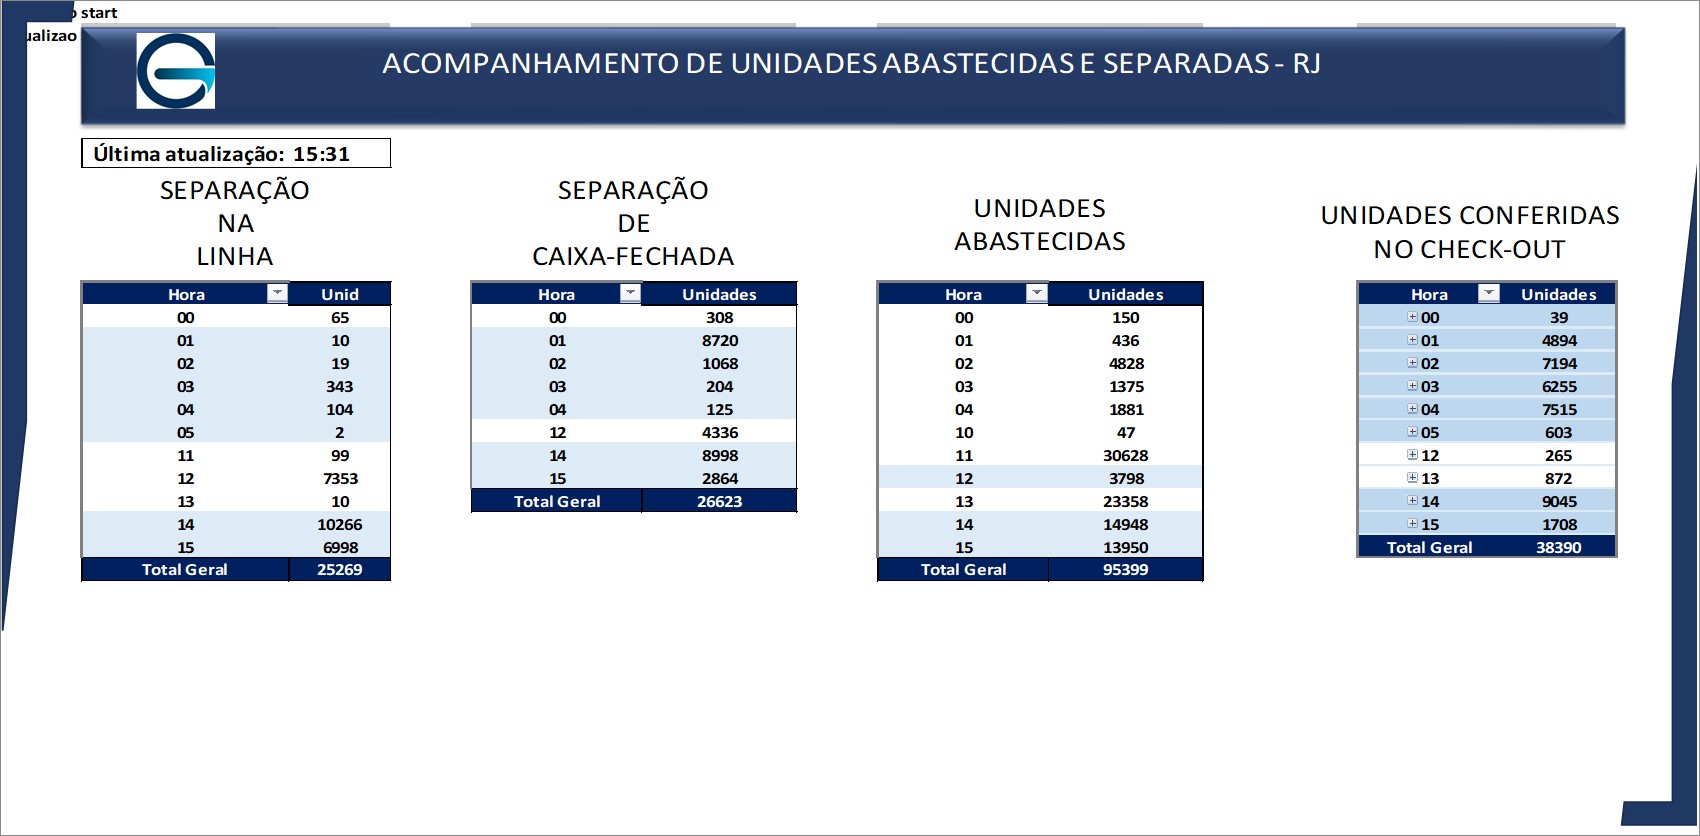 start
ualizao
ACOMPANHAMENTO DE UNIDADES ABASTECIDAS E SEPARADAS - RJ
Última atualização: 15:31
SEPARAÇÃO
NA
LINHA
Hora Unid
00 65
01 10
02 19
03 343
04 104
05 2
11 99
12 7353
13 10
14 10266
15 6998
Total Geral 25269
SEPARAÇÃO
DE
CAIXA-FECHADA
Hora Unidades
00 308
01 8720
02 1068
03 204
04 125
12 4336
14 8998
15 2864
Total Geral 26623
UNIDADES
ABASTECIDAS
Hora Unidades
00 150
01 436
02 4828
03 1375
04 1881
10 47
11 30628
12 3798
13 23358
14 14948
15 13950
Total Geral 95399
UNIDADES CONFERIDAS
NO CHECK-OUT
Hora Unidades
00 39
01 4894
02 7194
03 6255
04 7515
05 603
12 265
13 872
14 9045
15 1708
Total Geral 38390